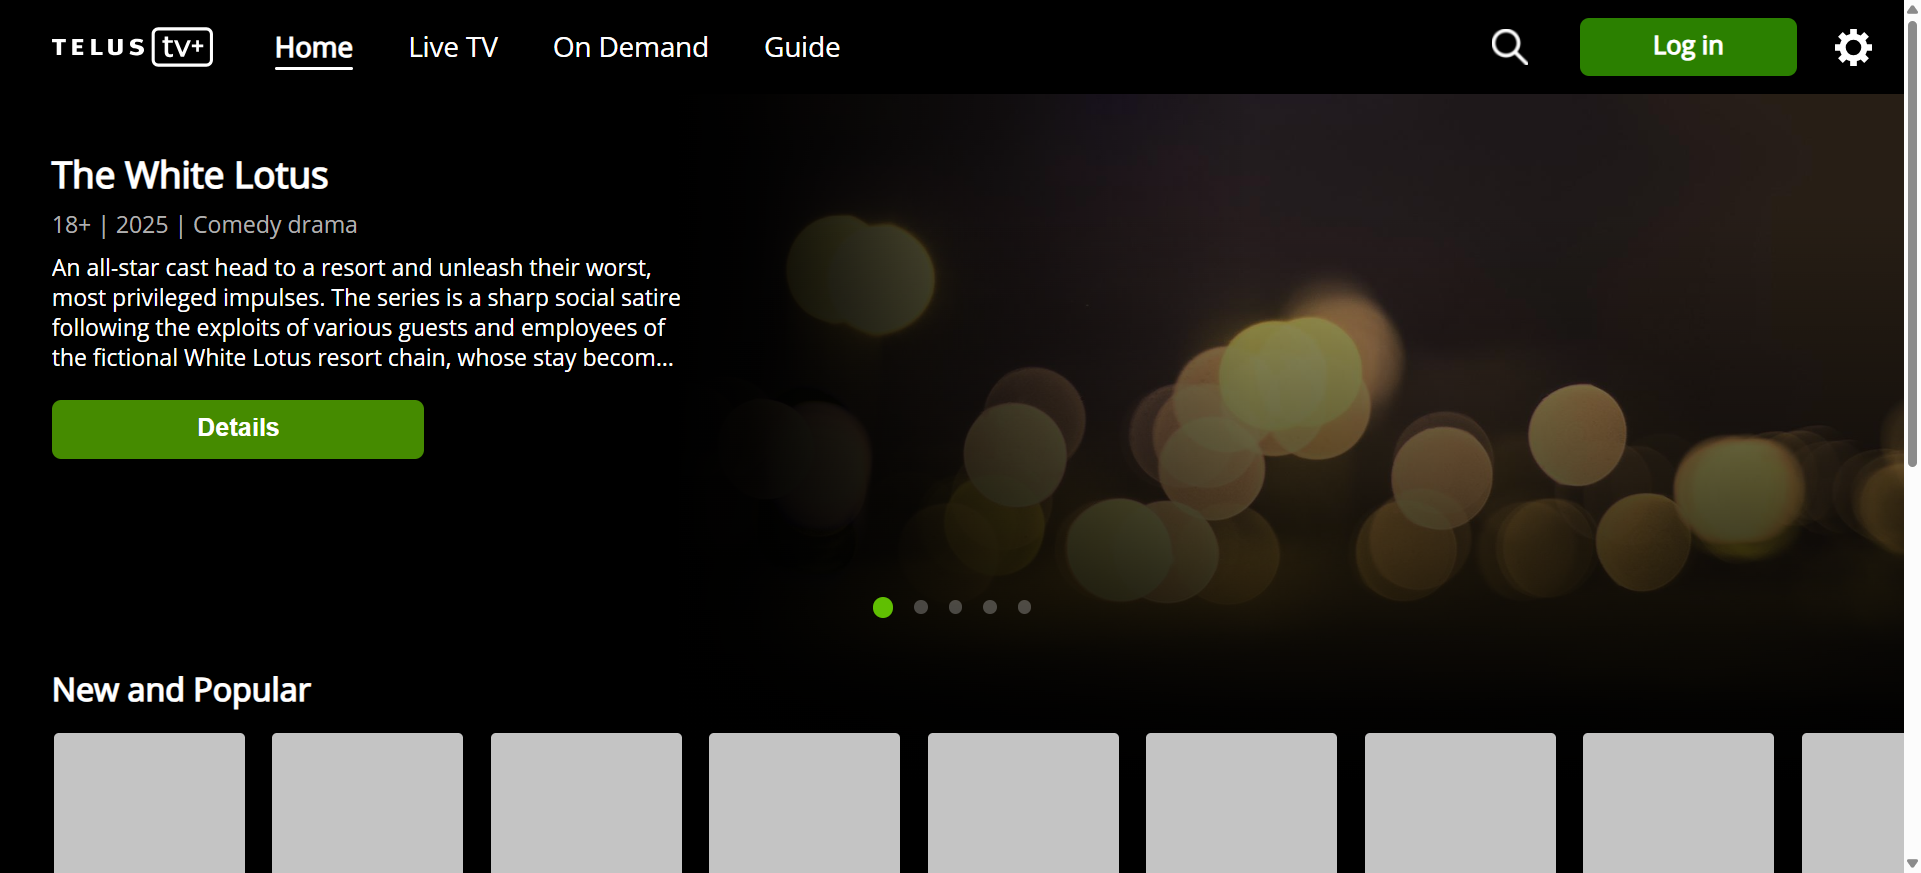 TELUS tv+ Home Live TV On Demand Guide Log in
The White Lotus
18+ | 2025 | Comedy drama
An all-star cast head to a resort and unleash their worst,
most privileged impulses. The series is a sharp social satire
following the exploits of various guests and employees of
the fictional White Lotus resort chain, whose stay becom...
Details
New and Popular